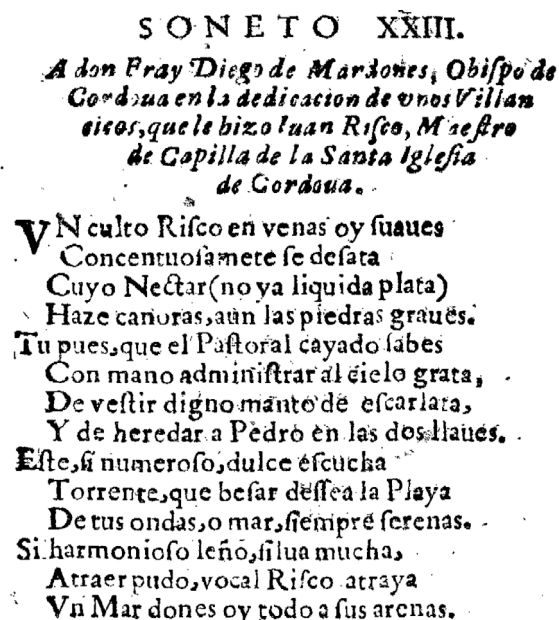 SONETO XXIII.
A don Fray Diego de Mardones, Obiſpo de
Cordoua en la dedicacion de vnos Villan
cicos, que le hizo Iuan Riſco, Maeſtro
de Capilla de la Santa Igleſia
de Cordoua.
VN culto Riſco en venas oy ſuaues
Concentuoſamete ſe deſata
Cuyo Nectar (no ya liquida plata)
Haze canoras, aun las piedras graues.
Tu pues, que el Paſtoral cayado ſabes
Con mano adminiſtrar al cielo grata,
De veſtir digno manto de eſcarlata,
Y de heredar a Pedro en las dos llaues.
Eſte, ſi numeroſo, dulce eſcucha
Torrente, que beſar deſſea la Playa
De tus ondas, o mar, ſiempre ſerenas.
Si harmonioſo leño, ſilua mucha,
Atraer pudo, vocal Riſco atraya
Vn Mar dones oy todo a ſus arenas.